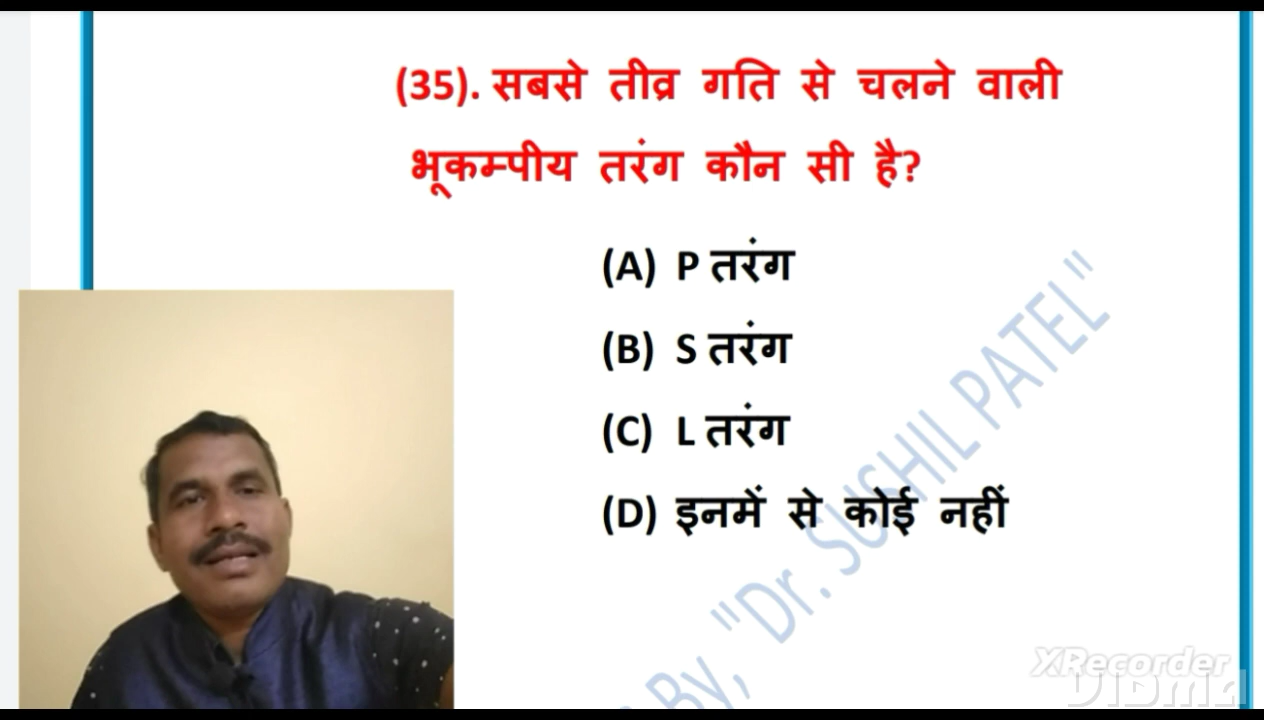 (35). सबसे तीव्र गति से चलने वाली
भूकम्पीय तरंग कौन सी है?
(A) P तरंग
(B) S तरंग
(C) L तरंग
(D) इनमें से कोई नहीं
By, "Dr. SUSHIL PATEL"
XRecorder